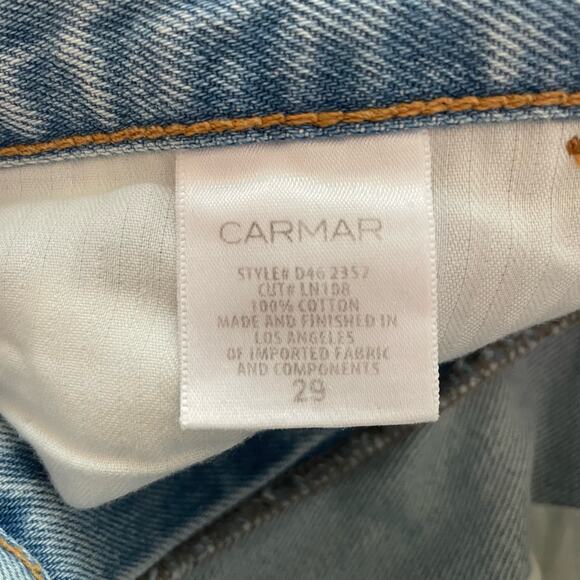 CARMAR
STYLE# D46 2357
CUT# LN108
100% COTTON
MADE AND FINISHED IN
LOS ANGELES
OF IMPORTED FABRIC
AND COMPONENTS
29